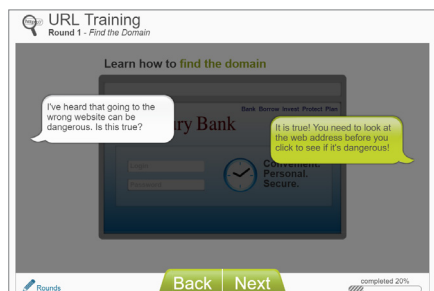 URL Training
Round 1 - Find the Domain
Learn how to find the domain
Bank Borrow Invest Protect Plan
ry Bank
I've heard that going to the
wrong website can be
dangerous. Is this true?
It is true! You need to look at
the web address before you
click to see if it's dangerous!
Login
Password
Convenient.
Personal.
Secure.
Rounds
Back Next
completed 20%